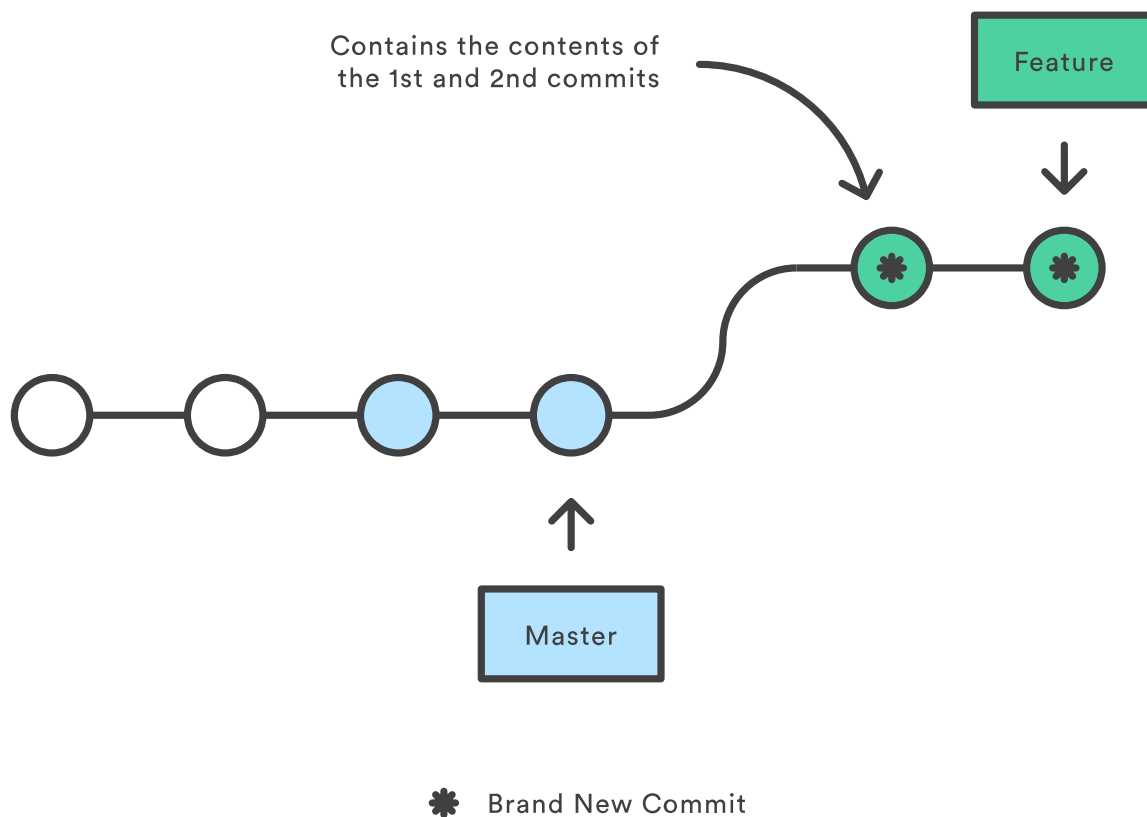 Contains the contents of
the 1st and 2nd commits
Feature
Master
Brand New Commit